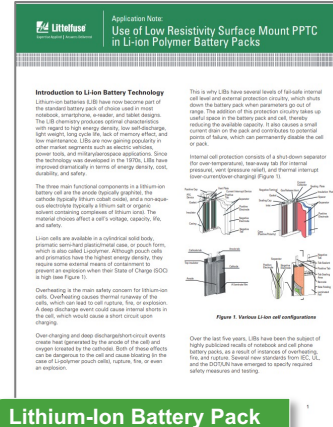 Littelfuse
Expertise Applied | Answers Delivered
Application Note:
Use of Low Resistivity Surface Mount PPTC
in Li-ion Polymer Battery Packs
Introduction to Li-ion Battery Technology
Lithium-ion batteries (LIB) have now become part of
the standard battery pack of choice used in most
notebook, smartphone, e-reader, and tablet designs.
The LIB chemistry produces optimal characteristics
with regard to high energy density, low self-discharge,
light weight, long cycle life, lack of memory effect, and
low maintenance. LIBs are now gaining popularity in
other market segments such as electric vehicles,
power tools, and military/aerospace applications. Since
the technology was developed in the 1970s, LIBs have
improved dramatically in terms of energy density, cost,
durability, and safety.
The three main functional components in a lithium-ion
battery cell are the anode (typically graphite), the
cathode (typically lithium cobalt oxide), and a non-aque-
ous electrolyte (typically a lithium salt or organic
solvent containing complexes of lithium ions). The
material choices affect a cell's voltage, capacity, life,
and safety.
Li-ion cells are available in a cylindrical solid body,
prismatic semi-hard plastic/metal case, or pouch form,
which is also called Li-polymer. Although pouch cells
and prismatics have the highest energy density, they
require some external means of containment to
prevent an explosion when their State of Charge (SOC)
is high (see Figure 1).
Overheating is the main safety concern for lithium-ion
cells. Overheating causes thermal runaway of the
cells, which can lead to cell rupture, fire, or explosion.
A deep discharge event could cause internal shorts in
the cell, which would cause a short circuit upon
charging.
Over-charging and deep discharge/short-circuit events
create heat (generated by the anode of the cell) and
oxygen (created by the cathode). Both of these effects
can be dangerous to the cell and cause bloating (in the
case of Li-polymer pouch cells), rupture, fire, or even
an explosion.
This is why LIBs have several levels of fail-safe internal
cell level and external protection circuitry, which shuts
down the battery pack when parameters go out of
range. The addition of this protection circuitry takes up
useful space in the battery pack and cell, thereby
reducing the available capacity. It also causes a small
current drain on the pack and contributes to potential
points of failure, which can permanently disable the cell
or pack.
Internal cell protection consists of a shut-down separator
(for over-temperature), tear-away tab (for internal
pressure), vent (pressure relief), and thermal interrupt
(over-current/over-charging) (Figure 1).
Figure 1. Various Li-ion cell configurations
Over the last five years, LIBs have been the subject of
highly publicized recalls of notebook and cell phone
battery packs, as a result of instances of overheating,
fire, and rupture. Several new standards from IEC, UL,
and the DOT/UN have emerged to specify required
safety measures and testing.
1
Lithium-Ion Battery Pack